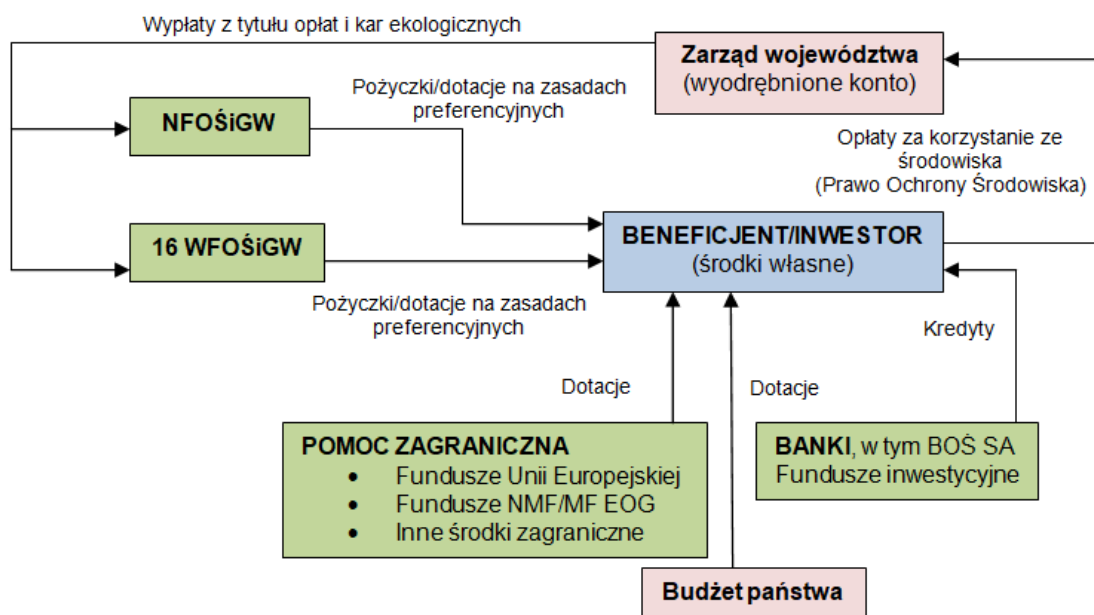 Wypłaty z tytułu opłat i kar ekologicznych
Zarząd województwa
(wyodrębnione konto)
Pożyczki/dotacje na zasadach
preferencyjnych
NFOŚiGW
Opłaty za korzystanie ze
środowiska
(Prawo Ochrony Środowiska)
16 WFOŚiGW
BENEFICJENT/INWESTOR
(środki własne)
Pożyczki/dotacje na zasadach
preferencyjnych
Kredyty
Dotacje
Dotacje
POMOC ZAGRANICZNA
• Fundusze Unii Europejskiej
• Fundusze NMF/MF EOG
• Inne środki zagraniczne
BANKI, w tym BOŚ SA
Fundusze inwestycyjne
Budżet państwa